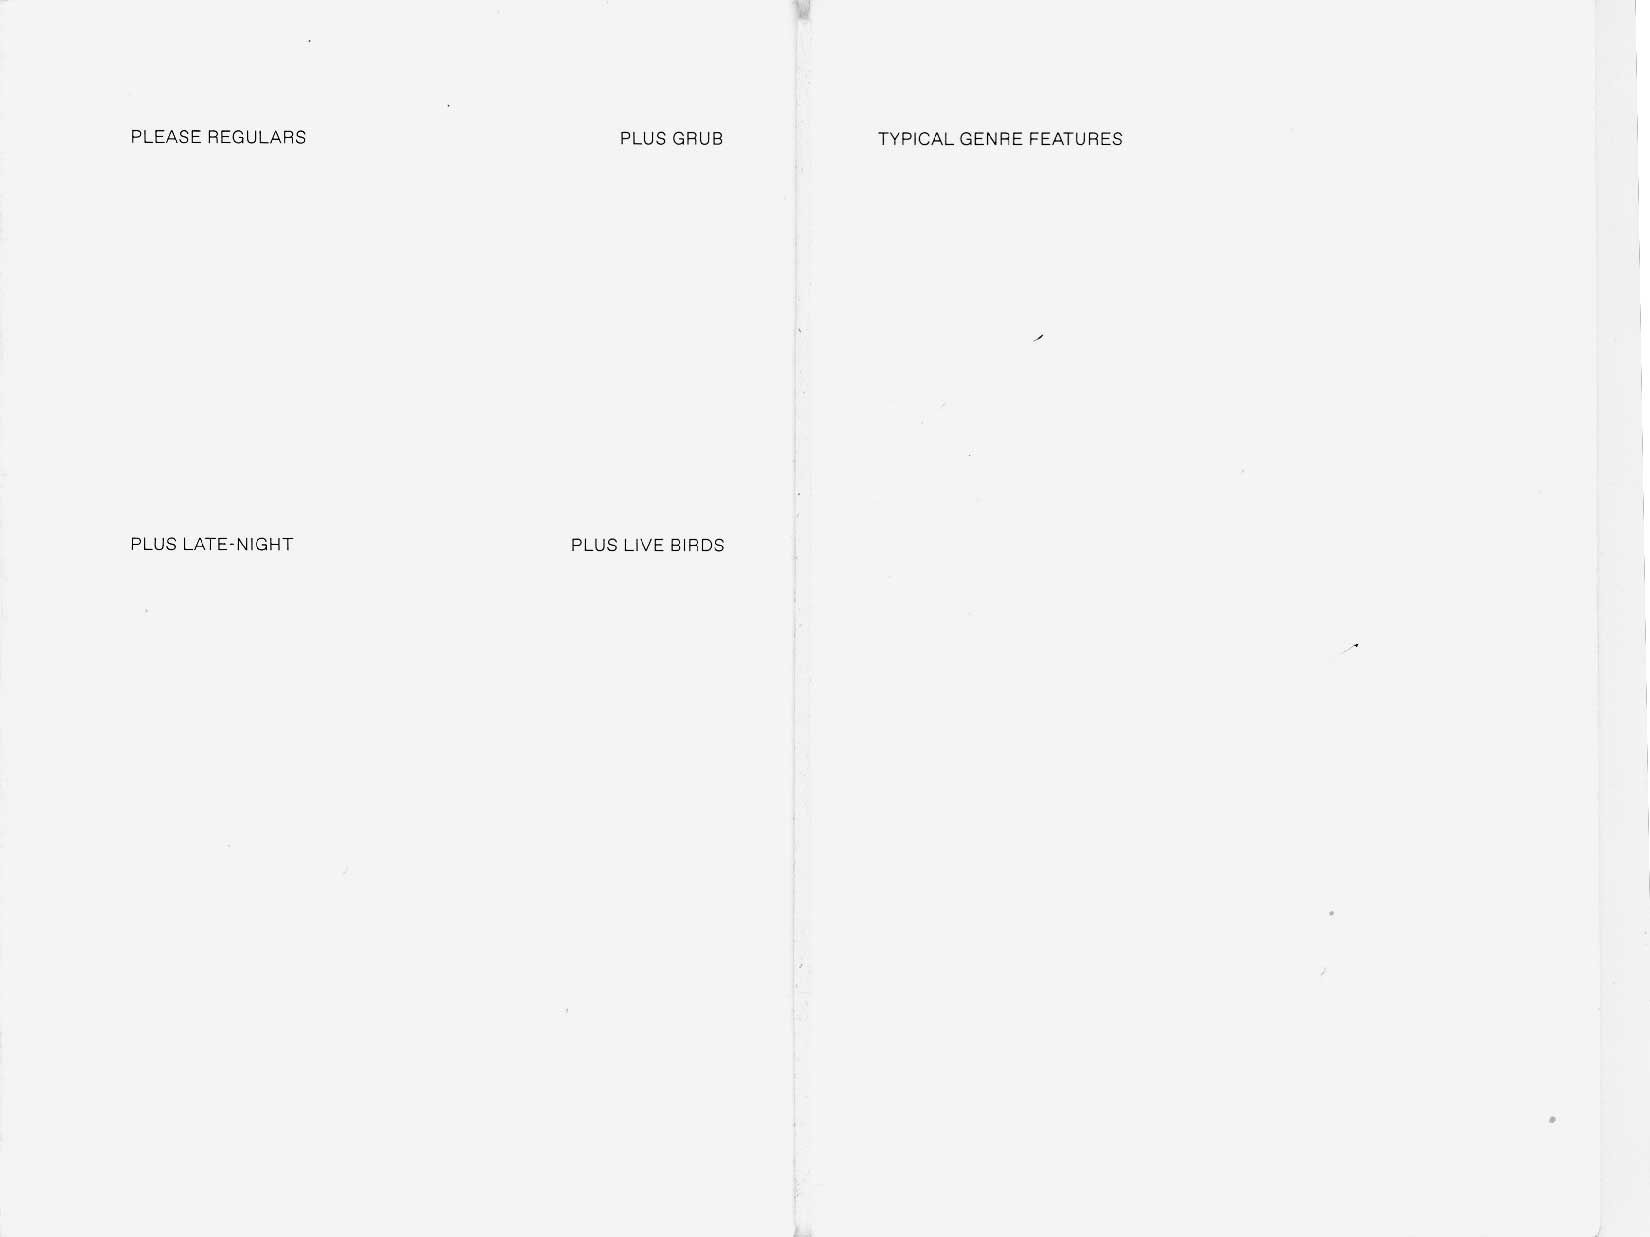 PLEASE REGULARS
PLUS GRUB
PLUS LATE-NIGHT
PLUS LIVE BIRDS
TYPICAL GENRE FEATURES